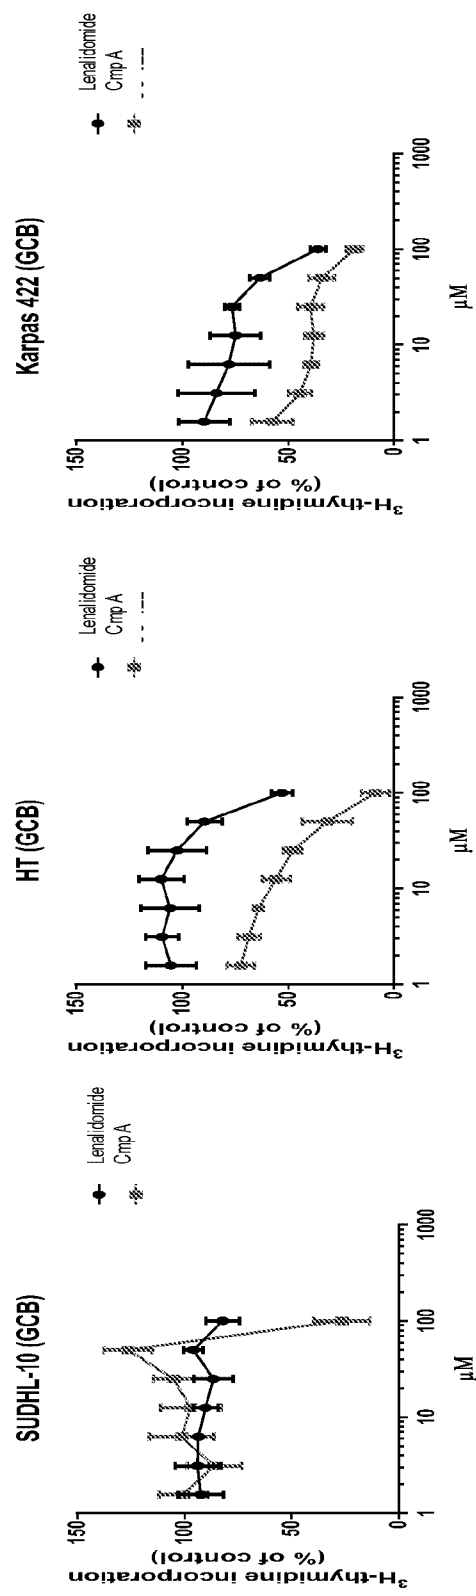 SUDHL-10 (GCB)
Lenalidomide
Cmp A
³H-thymidine incorporation
(% of control)
150
100
50
0
1
10
100
1000
µM
HT (GCB)
Lenalidomide
Cmp A
³H-thymidine incorporation
(% of control)
150
100
50
0
1
10
100
1000
µM
Karpas 422 (GCB)
Lenalidomide
Cmp A
³H-thymidine incorporation
(% of control)
150
100
50
0
1
10
100
1000
µM